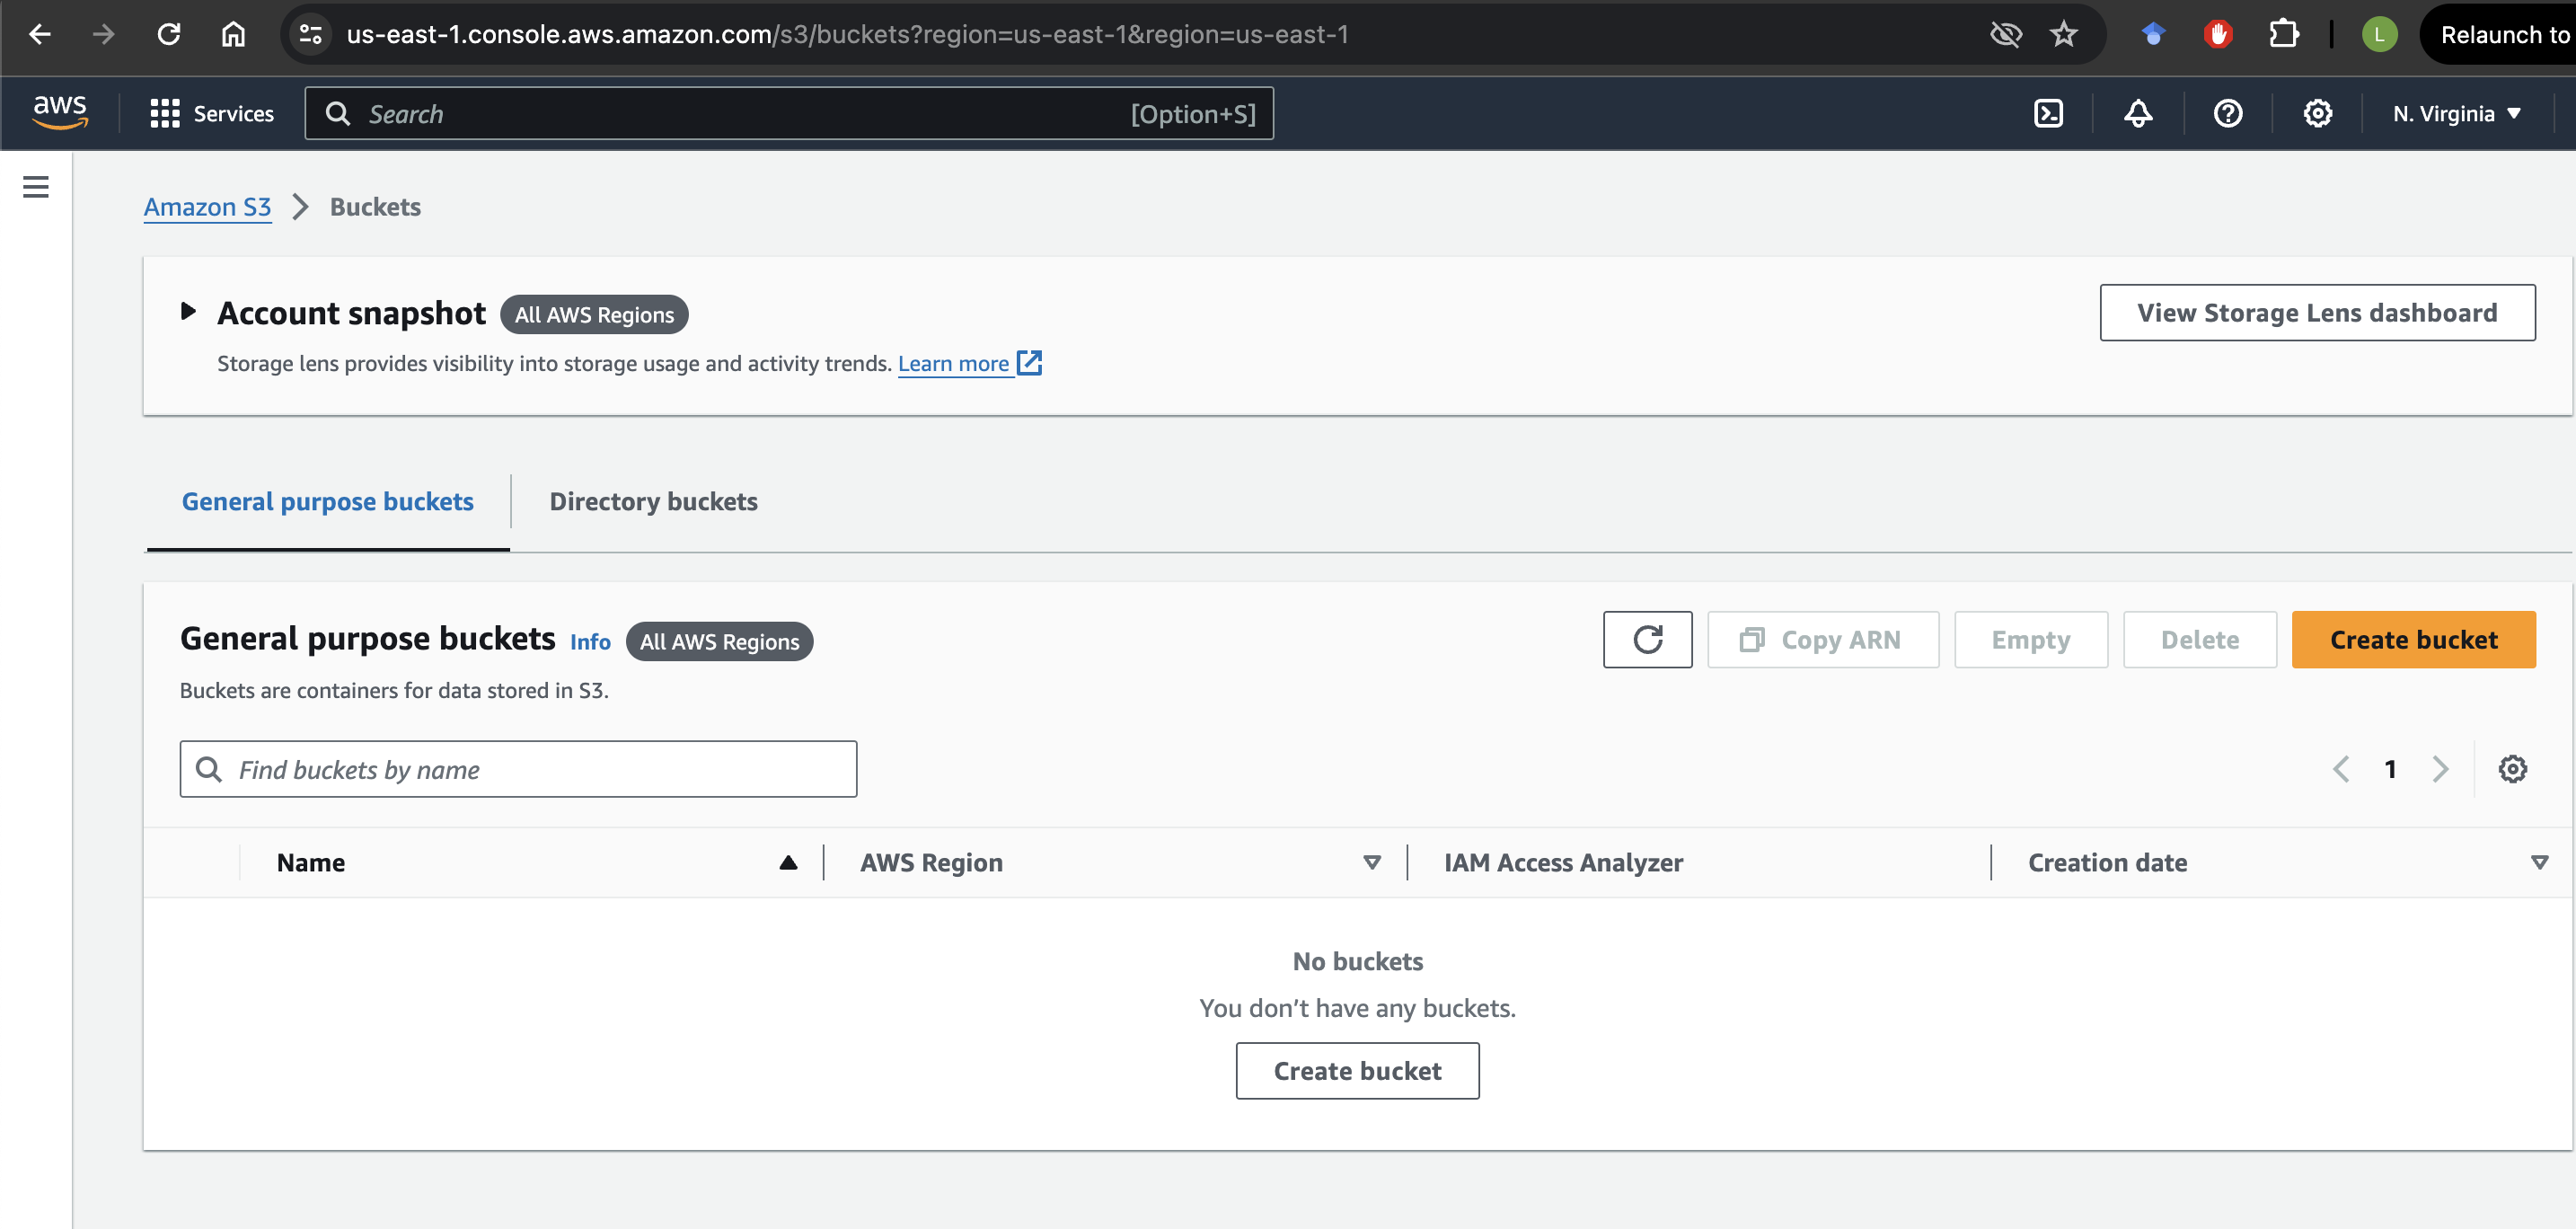 us-east-1.console.aws.amazon.com/s3/buckets?region=us-east-1&region=us-east-1
L
Relaunch to
aws
Services
Search
[Option+S]
N. Virginia
Amazon S3
Buckets
Account snapshot
All AWS Regions
View Storage Lens dashboard
Storage lens provides visibility into storage usage and activity trends. Learn more
General purpose buckets
Directory buckets
General purpose buckets
Info
All AWS Regions
Copy ARN
Empty
Delete
Create bucket
Buckets are containers for data stored in S3.
Find buckets by name
1
Name
AWS Region
IAM Access Analyzer
Creation date
No buckets
You don’t have any buckets.
Create bucket